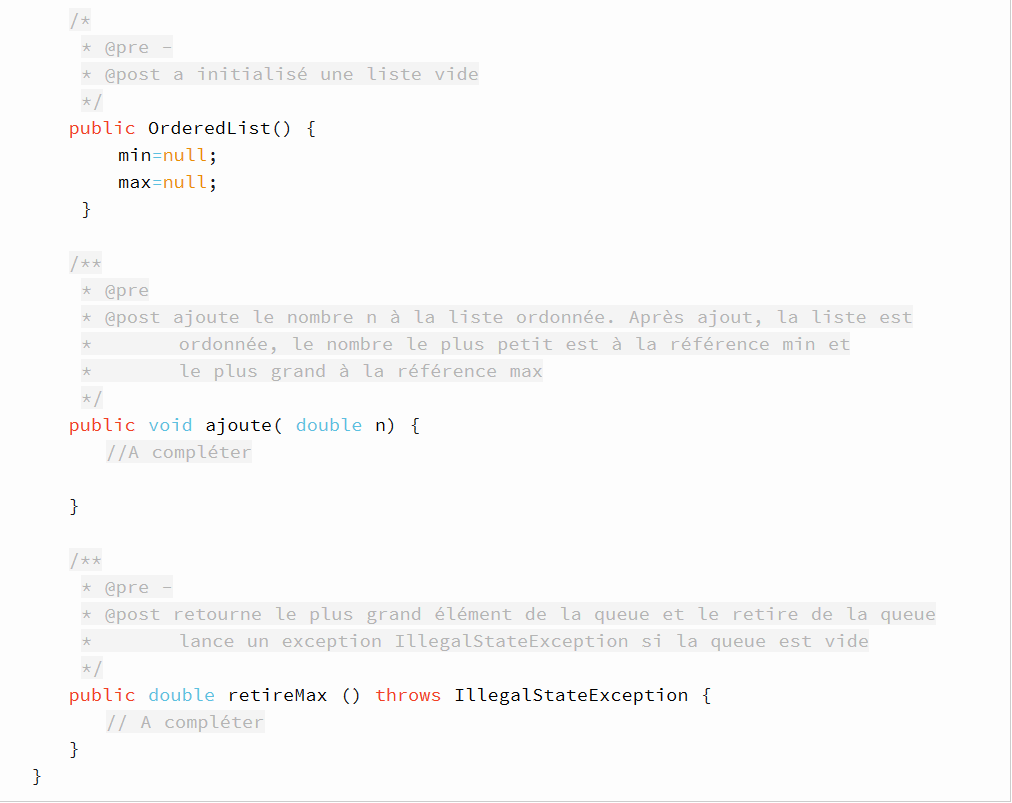 /*
* @pre -
* @post a initialisé une liste vide
*/
public OrderedList() {
min=null;
max=null;
}
/**
* @pre
* @post ajoute le nombre n à la liste ordonnée. Après ajout, la liste est
* ordonnée, le nombre le plus petit est à la référence min et
* le plus grand à la référence max
*/
public void ajoute( double n) {
//A compléter
}
/**
* @pre -
* @post retourne le plus grand élément de la queue et le retire de la queue
* lance un exception IllegalStateException si la queue est vide
*/
public double retireMax () throws IllegalStateException {
// A compléter
}
}